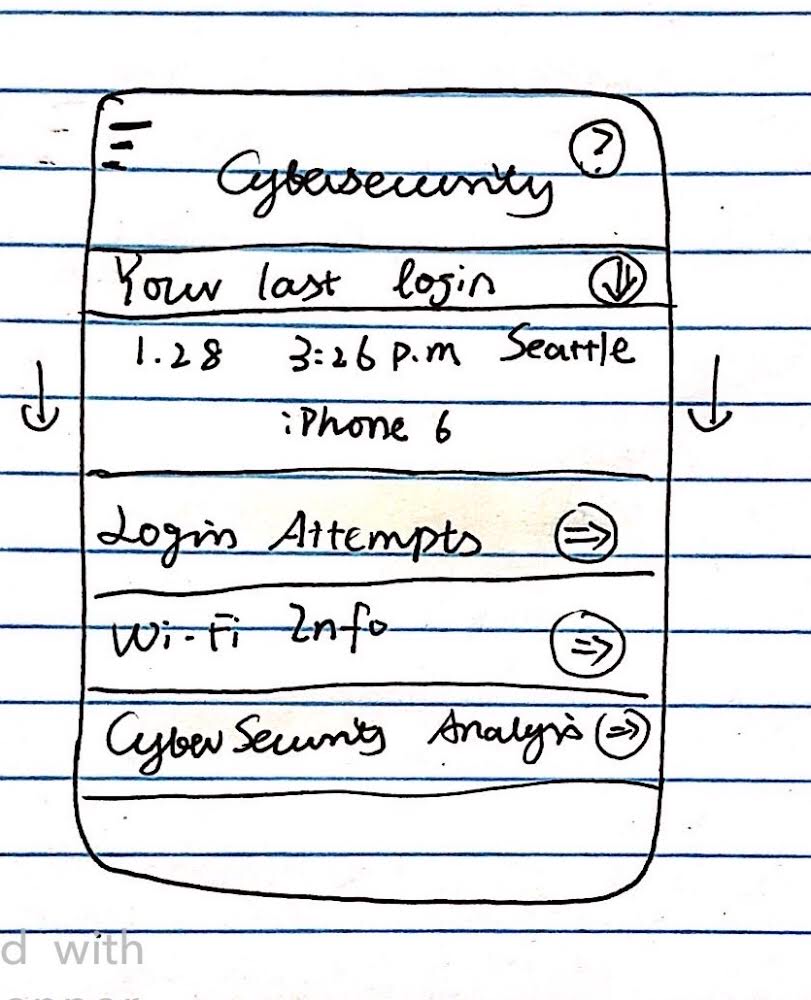 ?
Cybersecurity
Your last login
1.28 3:26 p.m Seattle
iPhone 6
Login Attempts
Wi-Fi Info
CyberSecurity Analysis
d with